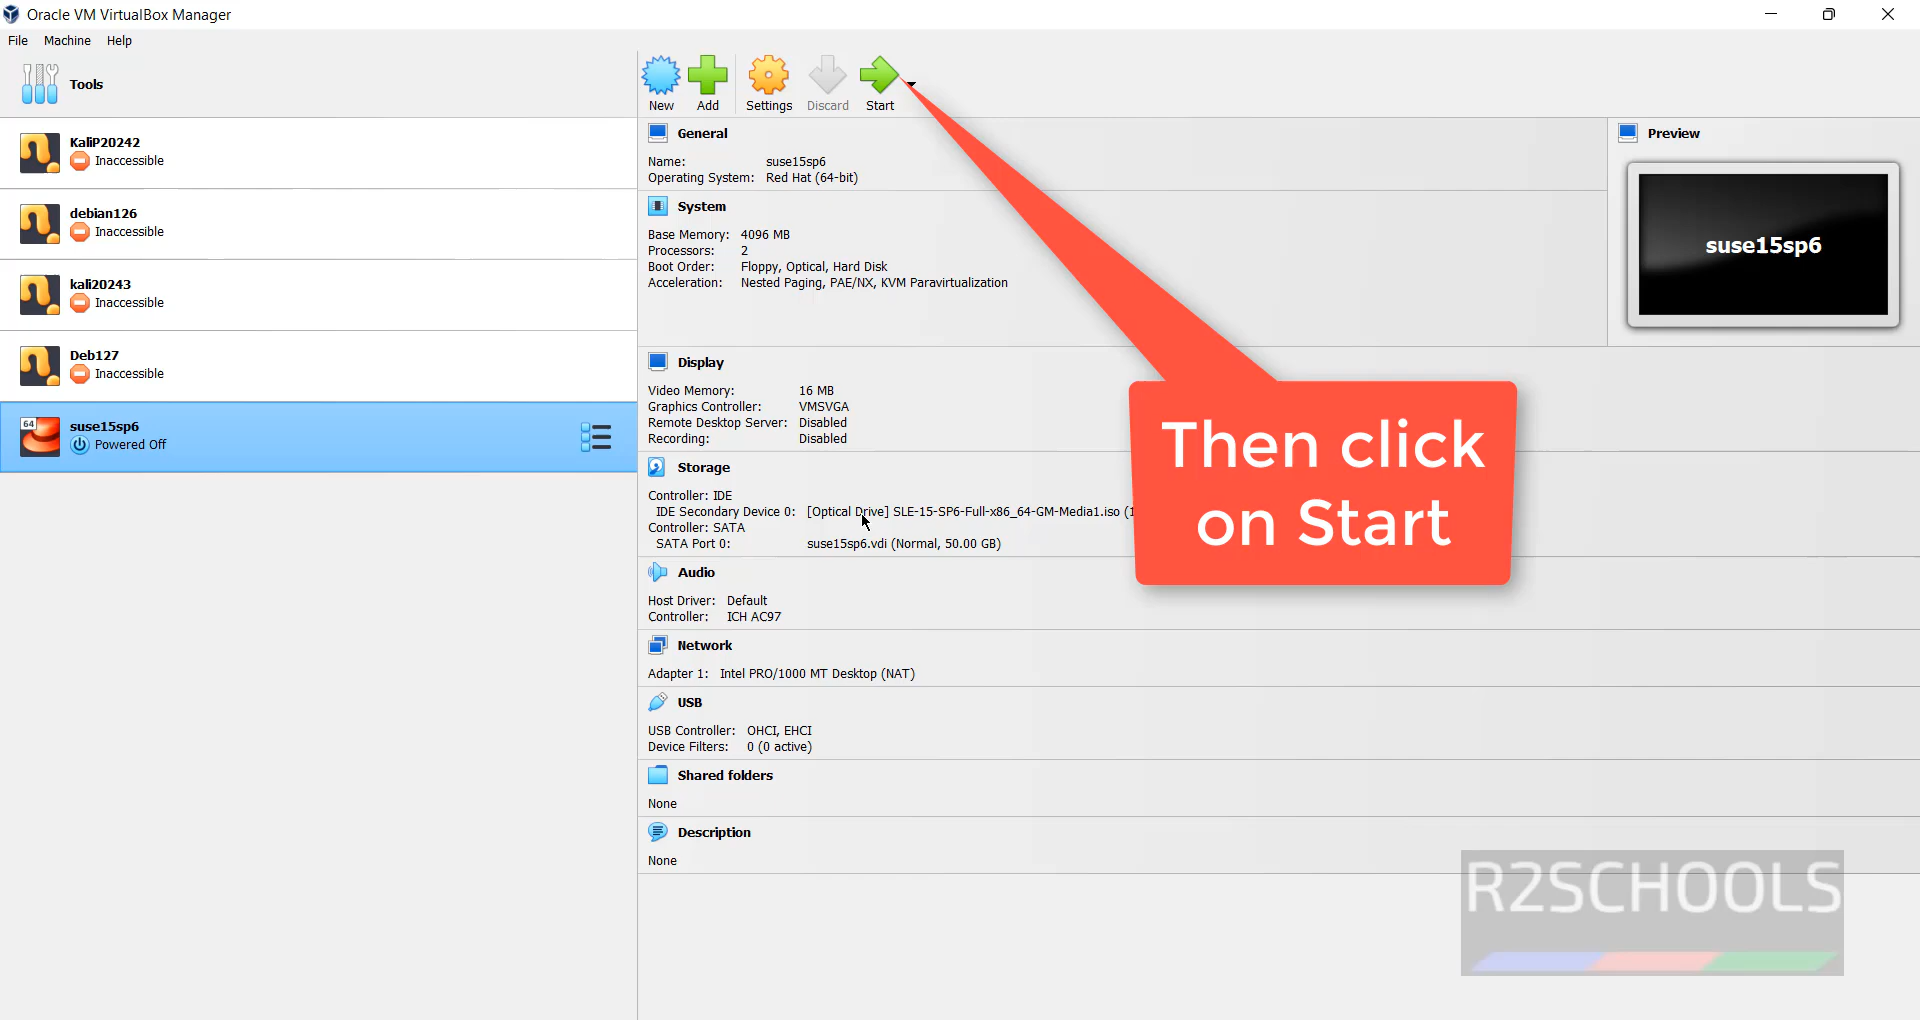 Oracle VM VirtualBox Manager
File Machine Help
Tools
New Add Settings Discard Start
KaliP20242
Inaccessible
debian126
Inaccessible
kali20243
Inaccessible
Deb127
Inaccessible
64
suse15sp6
Powered Off
General
Name: suse15sp6
Operating System: Red Hat (64-bit)
System
Base Memory: 4096 MB
Processors: 2
Boot Order: Floppy, Optical, Hard Disk
Acceleration: Nested Paging, PAE/NX, KVM Paravirtualization
Preview
suse15sp6
Display
Video Memory: 16 MB
Graphics Controller: VMSVGA
Remote Desktop Server: Disabled
Recording: Disabled
Storage
Controller: IDE
IDE Secondary Device 0: [Optical Drive] SLE-15-SP6-Full-x86_64-GM-Media1.iso
Controller: SATA
SATA Port 0: suse15sp6.vdi (Normal, 50.00 GB)
Then click
on Start
Audio
Host Driver: Default
Controller: ICH AC97
Network
Adapter 1: Intel PRO/1000 MT Desktop (NAT)
USB
USB Controller: OHCI, EHCI
Device Filters: 0 (0 active)
Shared folders
None
Description
None
R2SCHOOLS